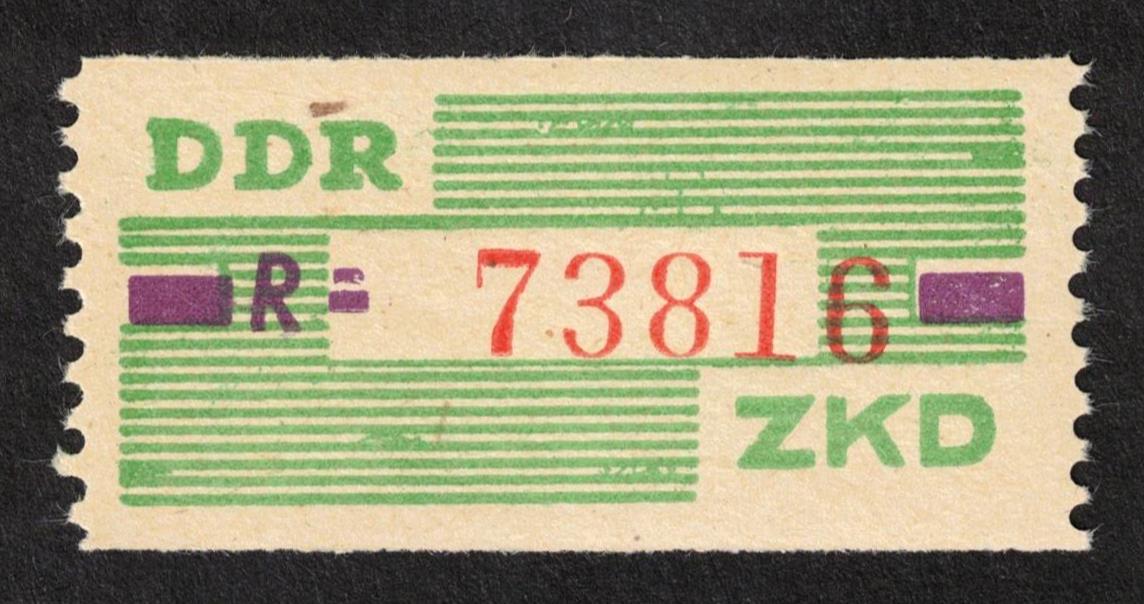 DDR
R= 73816
ZKD